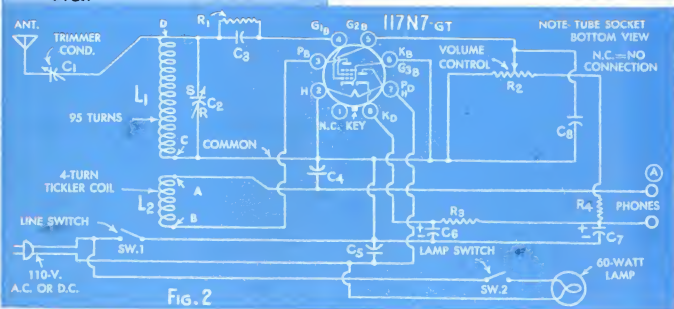 ANT.
TRIMMER
COND.
C1
D
L1
95 TURNS
C
S
C2
R
R1
C3
G1B
G2B
117N7-GT
4
5
PB
3
6
KB
G3B
H
2
7
PD
1
8
KD
N.C.
KEY
NOTE- TUBE SOCKET
BOTTOM VIEW
N.C.=NO
CONNECTION
VOLUME
CONTROL
R2
C8
COMMON
C4
4-TURN
TICKLER COIL
L2
A
B
A
PHONES
R4
R3
+
-
C6
+
-
C7
LINE SWITCH
SW.1
C5
LAMP SWITCH
SW.2
60-WATT
LAMP
110-V.
A.C. OR D.C.
FIG. 2